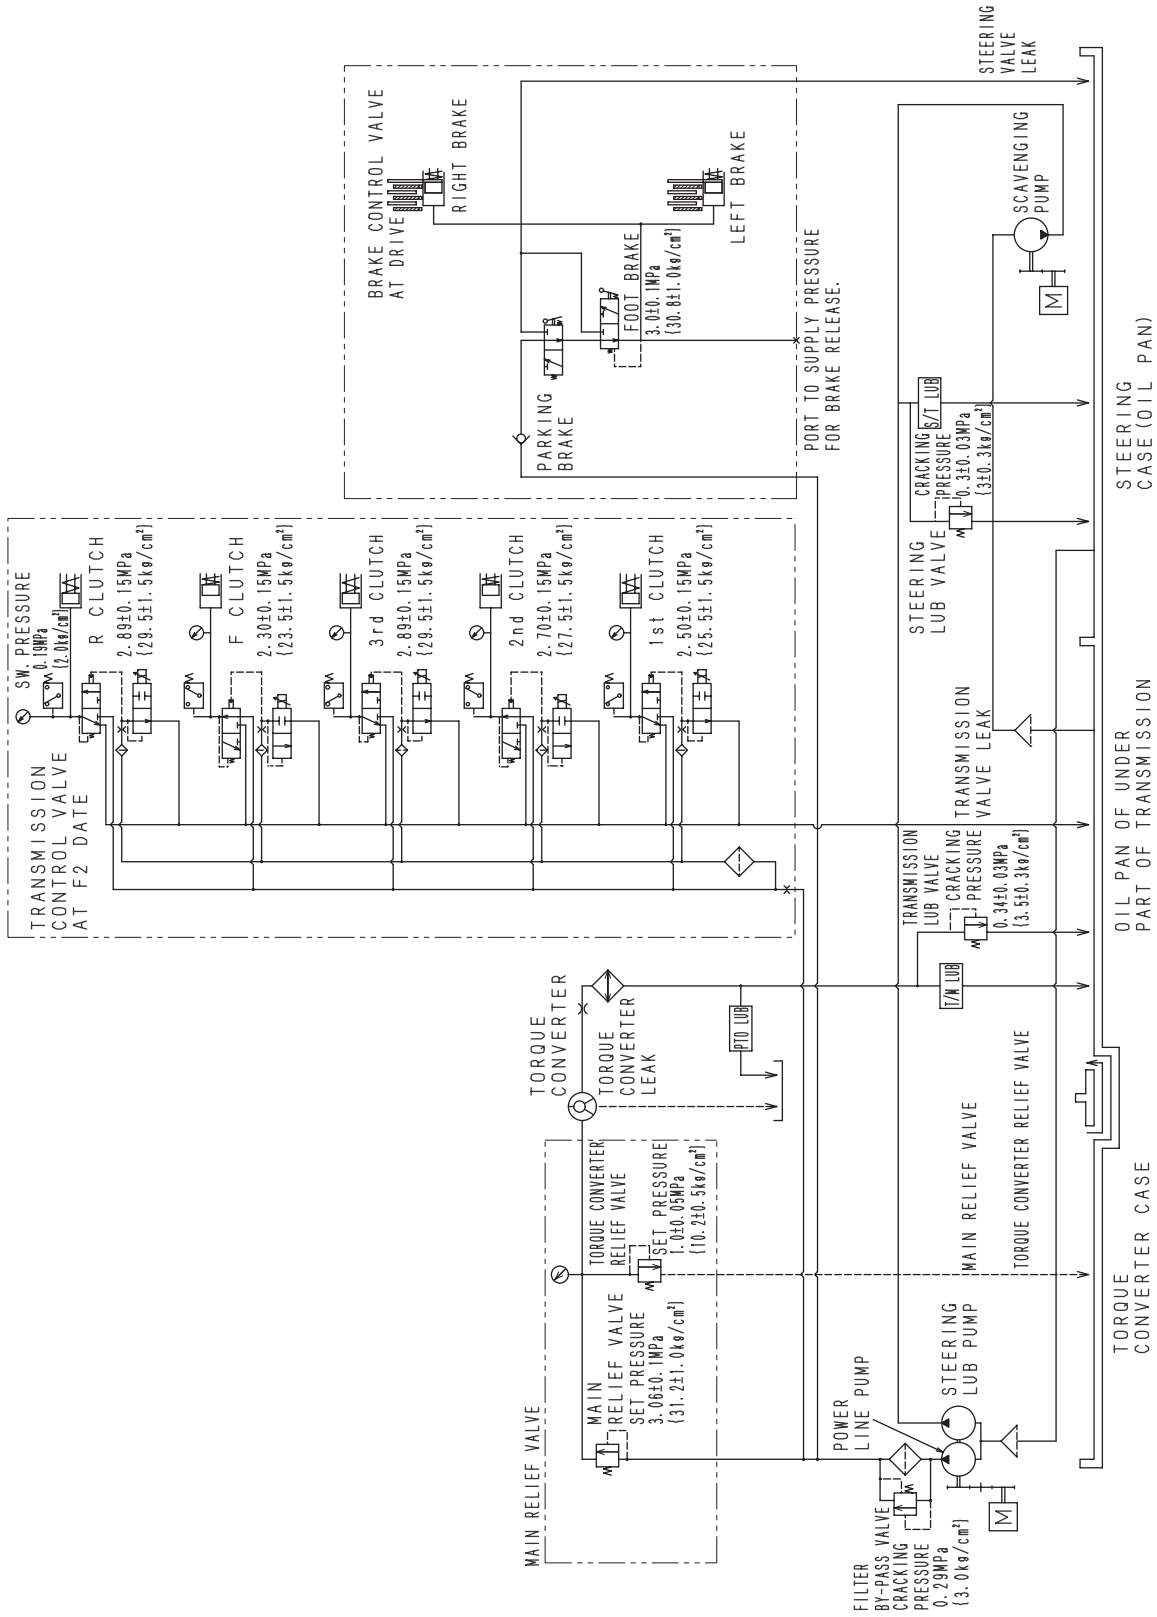 TRANSMISSION
CONTROL VALVE
AT F2 DATE
SW. PRESSURE
0.19MPa
{2.0kg/cm²}
R CLUTCH
2.89±0.15MPa
{29.5±1.5kg/cm²}
F CLUTCH
2.30±0.15MPa
{23.5±1.5kg/cm²}
3rd CLUTCH
2.89±0.15MPa
{29.5±1.5kg/cm²}
2nd CLUTCH
2.70±0.15MPa
{27.5±1.5kg/cm²}
1st CLUTCH
2.50±0.15MPa
{25.5±1.5kg/cm²}
BRAKE CONTROL VALVE
AT DRIVE
RIGHT BRAKE
LEFT BRAKE
PARKING
BRAKE
FOOT BRAKE
3.0±0.1MPa
{30.8±1.0kg/cm²}
PORT TO SUPPLY PRESSURE
FOR BRAKE RELEASE.
STEERING
VALVE
LEAK
SCAVENGING
PUMP
M
S/T LUB
CRACKING
PRESSURE
0.3±0.03MPa
{3±0.3kg/cm²}
STEERING
LUB VALVE
STEERING
CASE(OIL PAN)
TRANSMISSION
VALVE LEAK
TRANSMISSION
LUB VALVE
CRACKING
PRESSURE
0.34±0.03MPa
{3.5±0.3kg/cm²}
T/M LUB
OIL PAN OF UNDER
PART OF TRANSMISSION
TORQUE
CONVERTER
TORQUE
CONVERTER
LEAK
PTO LUB
MAIN RELIEF VALVE
TORQUE CONVERTER
RELIEF VALVE
SET PRESSURE
1.0±0.05MPa
{10.2±0.5kg/cm²}
MAIN
RELIEF VALVE
SET PRESSURE
3.06±0.1MPa
{31.2±1.0kg/cm²}
MAIN RELIEF VALVE
TORQUE CONVERTER RELIEF VALVE
POWER
LINE PUMP
STEERING
LUB PUMP
M
FILTER
BY-PASS VALVE
CRACKING
PRESSURE
0.29MPa
{3.0kg/cm²}
TORQUE
CONVERTER CASE